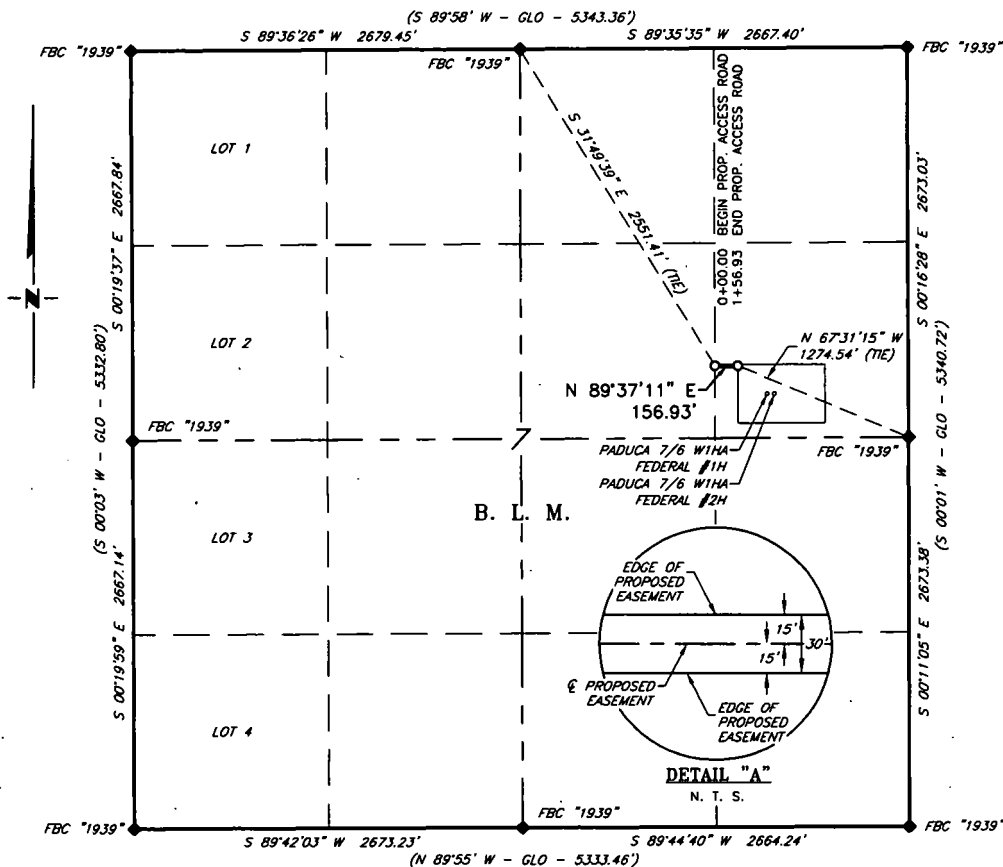 (S 89°58' W - GLO - 5343.36')
S 89°36'26" W 2679.45'
S 89°35'35" W 2667.40'
FBC "1939"
FBC "1939"
FBC "1939"
S 00°19'37" E 2667.84'
LOT 1
S 31°49'39" E 2551.41' (TIE)
0+00.00 BEGIN PROP. ACCESS ROAD
1+56.93 END PROP. ACCESS ROAD
S 00°16'28" E 2673.03'
N
(S 00°03' W - GLO - 5332.80')
LOT 2
N 67°31'15" W
1274.54' (TIE)
N 89°37'11" E
156.93'
(S 00°01' W - GLO - 5340.72')
FBC "1939"
7
FBC "1939"
PADUCA 7/6 W1HA
FEDERAL #1H
PADUCA 7/6 W1HA
FEDERAL #2H
B. L. M.
S 00°19'59" E 2667.14'
LOT 3
EDGE OF
PROPOSED
EASEMENT
15'
30'
15'
℄ PROPOSED
EASEMENT
EDGE OF
PROPOSED
EASEMENT
S 00°11'05" E 2673.38'
LOT 4
DETAIL "A"
N. T. S.
FBC "1939"
FBC "1939"
FBC "1939"
S 89°42'03" W 2673.23'
S 89°44'40" W 2664.24'
(N 89°55' W - GLO - 5333.46')